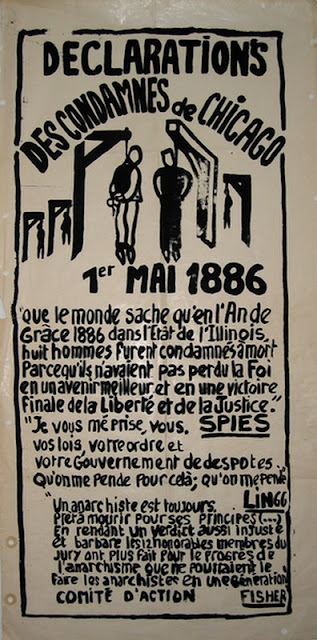 DECLARATIONS
DES CONDAMNES de CHICAGO
1er MAI 1886
"que le monde sache qu'en l'An de
Grâce 1886 dans l'Etat de l'Illinois,
huit hommes furent condamnés à mort
Parcequ'ils n'avaient pas perdu la Foi
en un avenir meilleur et en une victoire
Finale de la Liberté et de la Justice."
"Je vous méprise, vous, SPIES
vos lois, votre ordre et
votre Gouvernement de despotes.
Qu'on me Pende Pour cela; qu'on me pende
LINGG
"Un anarchiste est toujours
Prêt à mourir pour ses principes (...)
En rendant un verdict aussi injuste
et barbare les 12 honorables membres du
Jury ont plus fait pour le progrès de
l'anarchisme que ne pourraient le
faire les anarchistes en une génération
COMITÉ D'ACTION FISHER